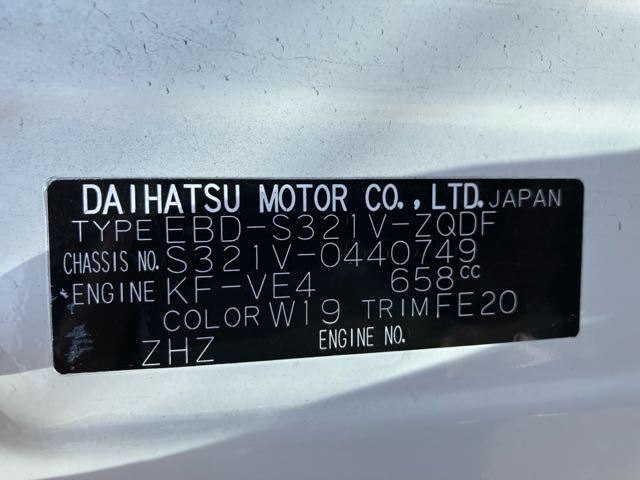 DAIHATSU MOTOR CO.,LTD. JAPAN
TYPE EBD-S321V-ZQDF
CHASSIS NO. S321V-0440749
ENGINE KF-VE4 658cc
COLOR W19 TRIM FE20
ZHZ ENGINE NO.